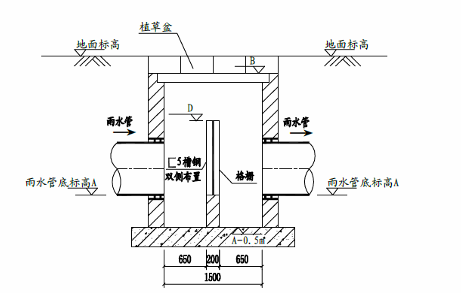 植草盆
地面标高
地面标高
B
D
雨水管
雨水管
匚5槽钢
双侧布置
格栅
雨水管底标高A
雨水管底标高A
A-0.5m
650 200 650
1500